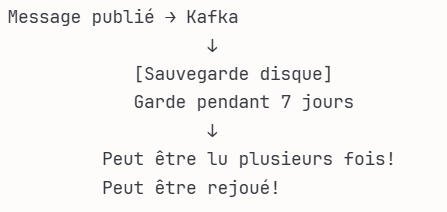 Message publié → Kafka
↓
[Sauvegarde disque]
Garde pendant 7 jours
↓
Peut être lu plusieurs fois!
Peut être rejoué!